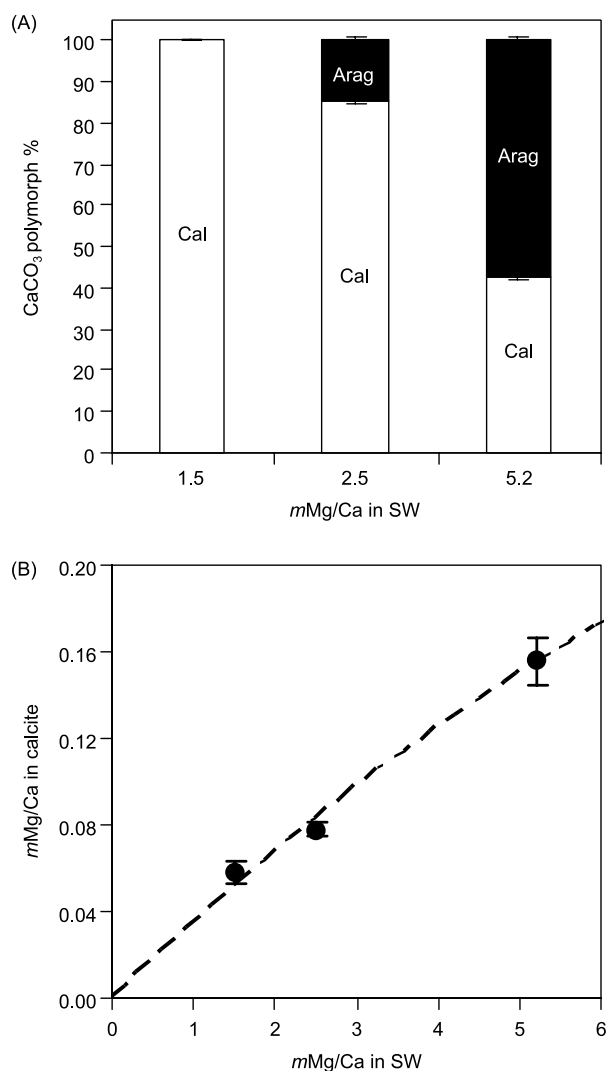 (A)
100
90
80
70
60
50
40
30
20
10
0
CaCO₃ polymorph %
Cal
Arag
Cal
Arag
Cal
1.5 2.5 5.2
mMg/Ca in SW
(B)
0.20
0.16
0.12
0.08
0.04
0.00
mMg/Ca in calcite
0 1 2 3 4 5 6
mMg/Ca in SW